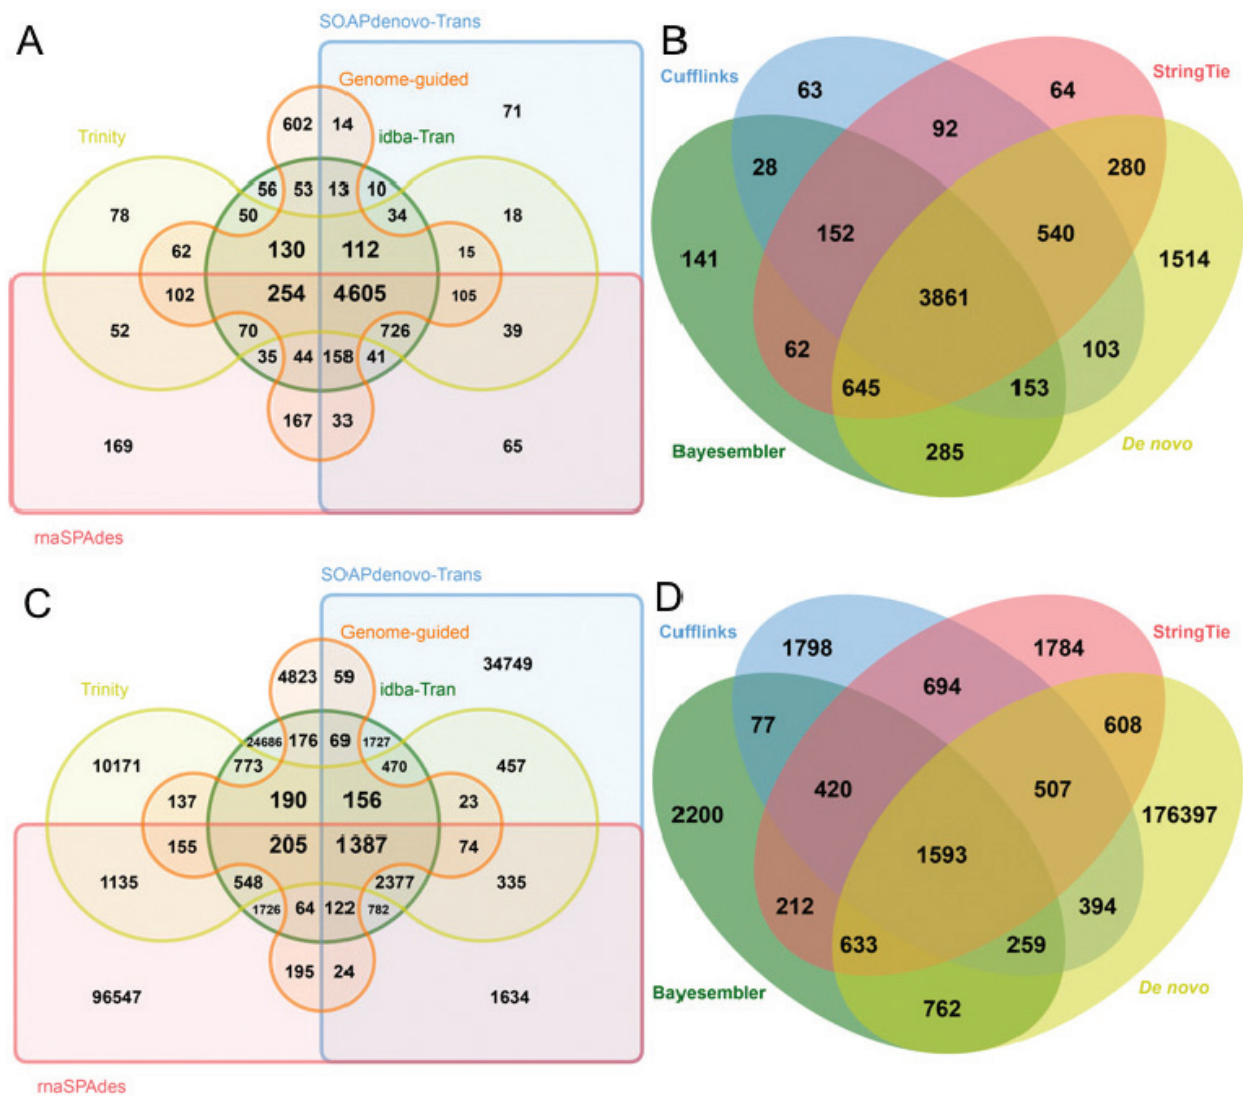 A
SOAPdenovo-Trans
Genome-guided
602 14
71
Trinity
idba-Tran
56 53 13 10
78
50
34
18
62
130 112
15
102
254 4605
105
52
70
726
39
35 44 158 41
167 33
169
65
rnaSPAdes
B
Cufflinks
63
64
StringTie
92
28
280
152
540
141
1514
3861
62
103
645
153
Bayesembler
285
De novo
C
SOAPdenovo-Trans
Genome-guided
4823 59
34749
Trinity
idba-Tran
24686 176 69 1727
10171
773
470
457
137
190 156
23
155
205 1387
74
1135
548
2377
335
1726 64 122 782
195 24
96547
1634
rnaSPAdes
D
Cufflinks
1798
1784
StringTie
694
77
608
420
507
2200
176397
1593
212
394
633
259
Bayesembler
762
De novo